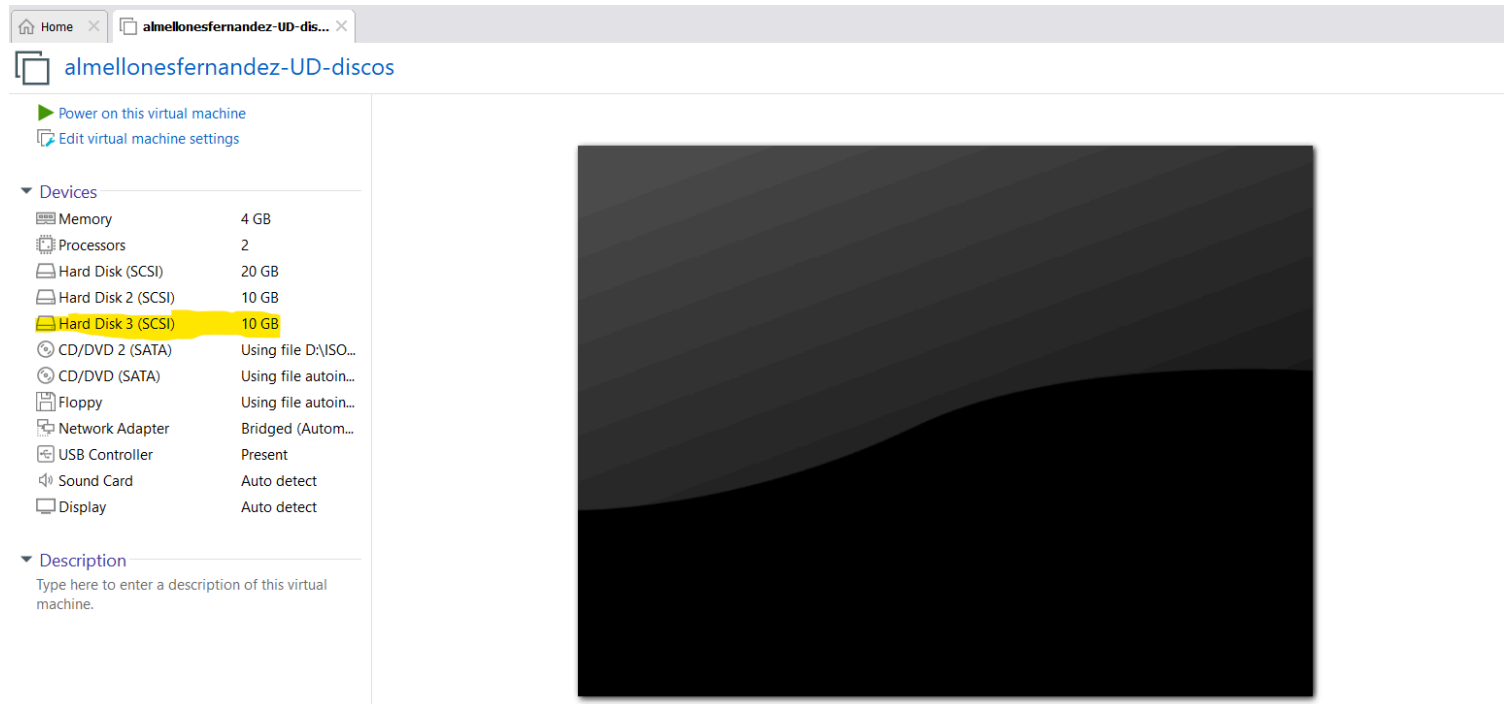 Home
almellonesfernandez-UD-dis...
almellonesfernandez-UD-discos
Power on this virtual machine
Edit virtual machine settings
Devices
Memory 4 GB
Processors 2
Hard Disk (SCSI) 20 GB
Hard Disk 2 (SCSI) 10 GB
Hard Disk 3 (SCSI) 10 GB
CD/DVD 2 (SATA) Using file D:\ISO...
CD/DVD (SATA) Using file autoin...
Floppy Using file autoin...
Network Adapter Bridged (Autom...
USB Controller Present
Sound Card Auto detect
Display Auto detect
Description
Type here to enter a description of this virtual
machine.